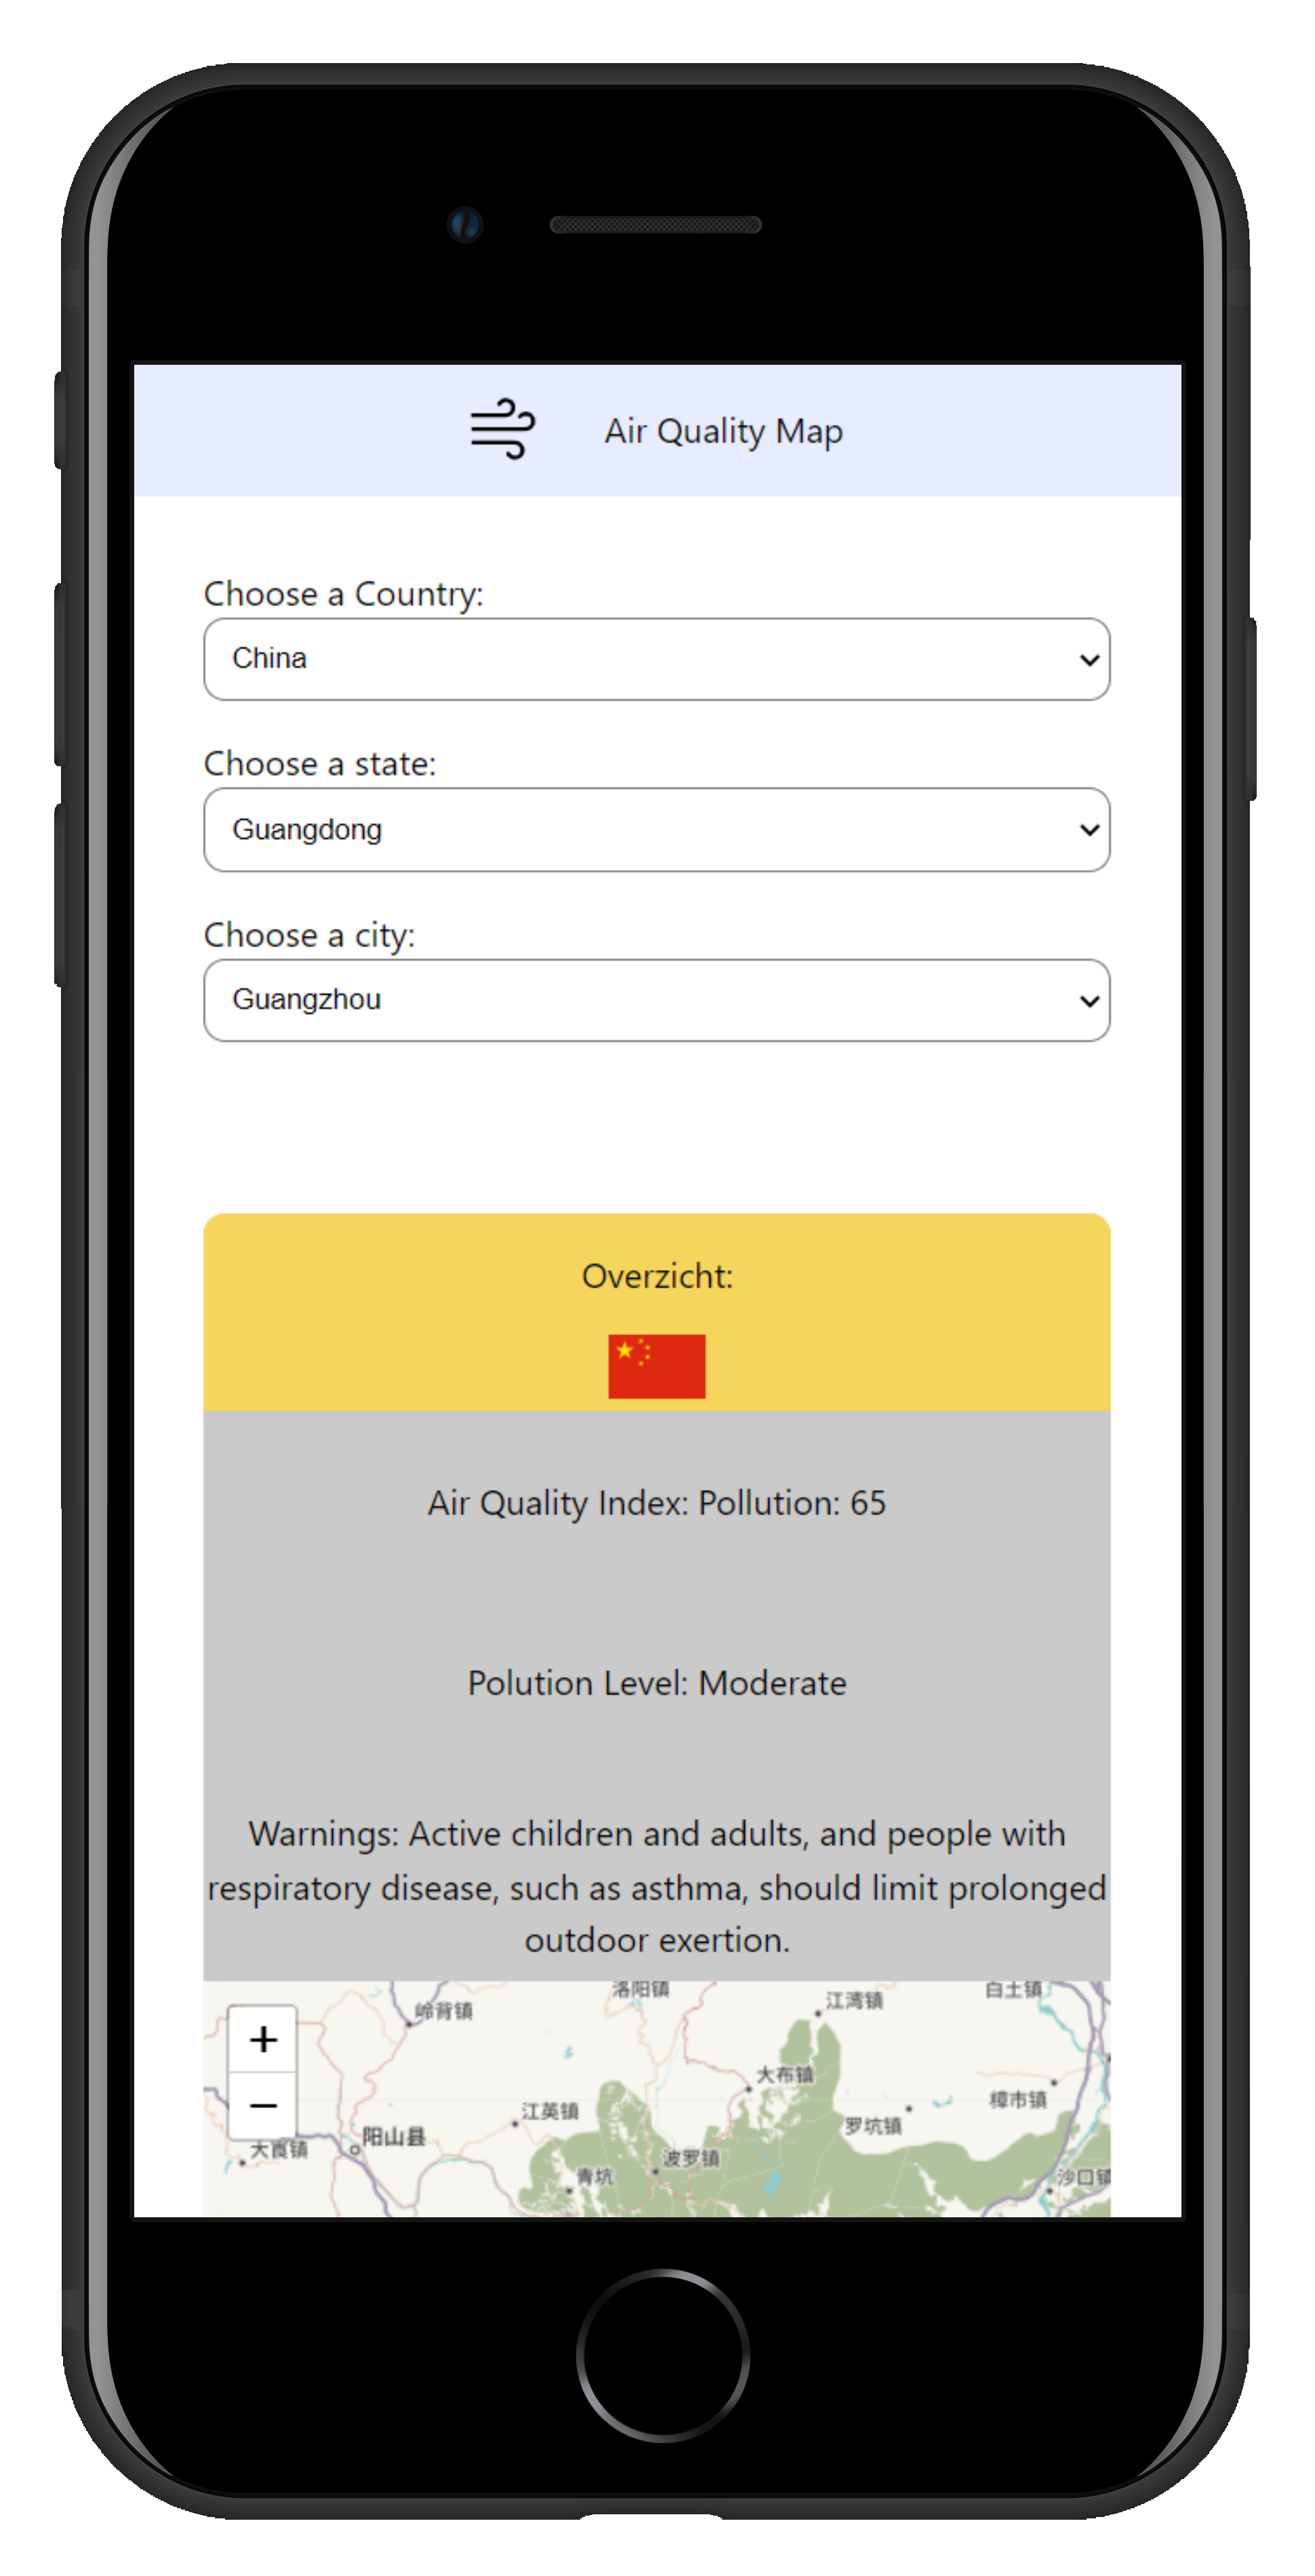 Air Quality Map
Choose a Country:
China
Choose a state:
Guangdong
Choose a city:
Guangzhou
Overzicht:
Air Quality Index: Pollution: 65
Polution Level: Moderate
Warnings: Active children and adults, and people with
respiratory disease, such as asthma, should limit prolonged
outdoor exertion.
洛阳镇
白土镇
江湾镇
岭背镇
+
大布镇
樟市镇
−
江英镇
罗坑镇
阳山县
波罗镇
青坑
沙口镇